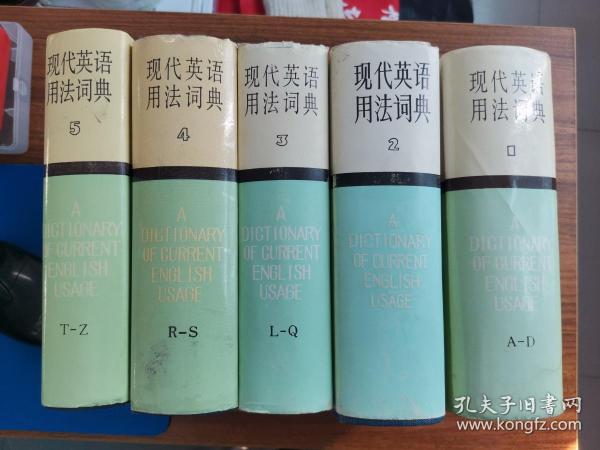 现代英语
用法词典
5
A
DICTIONARY
OF CURRENT
ENGLISH
USAGE
T-Z
现代英语
用法词典
4
A
DICTIONARY
OF CURRENT
ENGLISH
USAGE
R-S
现代英语
用法词典
3
A
DICTIONARY
OF CURRENT
ENGLISH
USAGE
L-Q
现代英语
用法词典
2
A
DICTIONARY
OF CURRENT
ENGLISH
USAGE
现代英语
用法词典
1
A
DICTIONARY
OF CURRENT
ENGLISH
USAGE
A-D
孔夫子旧书网
www.kongfz.com